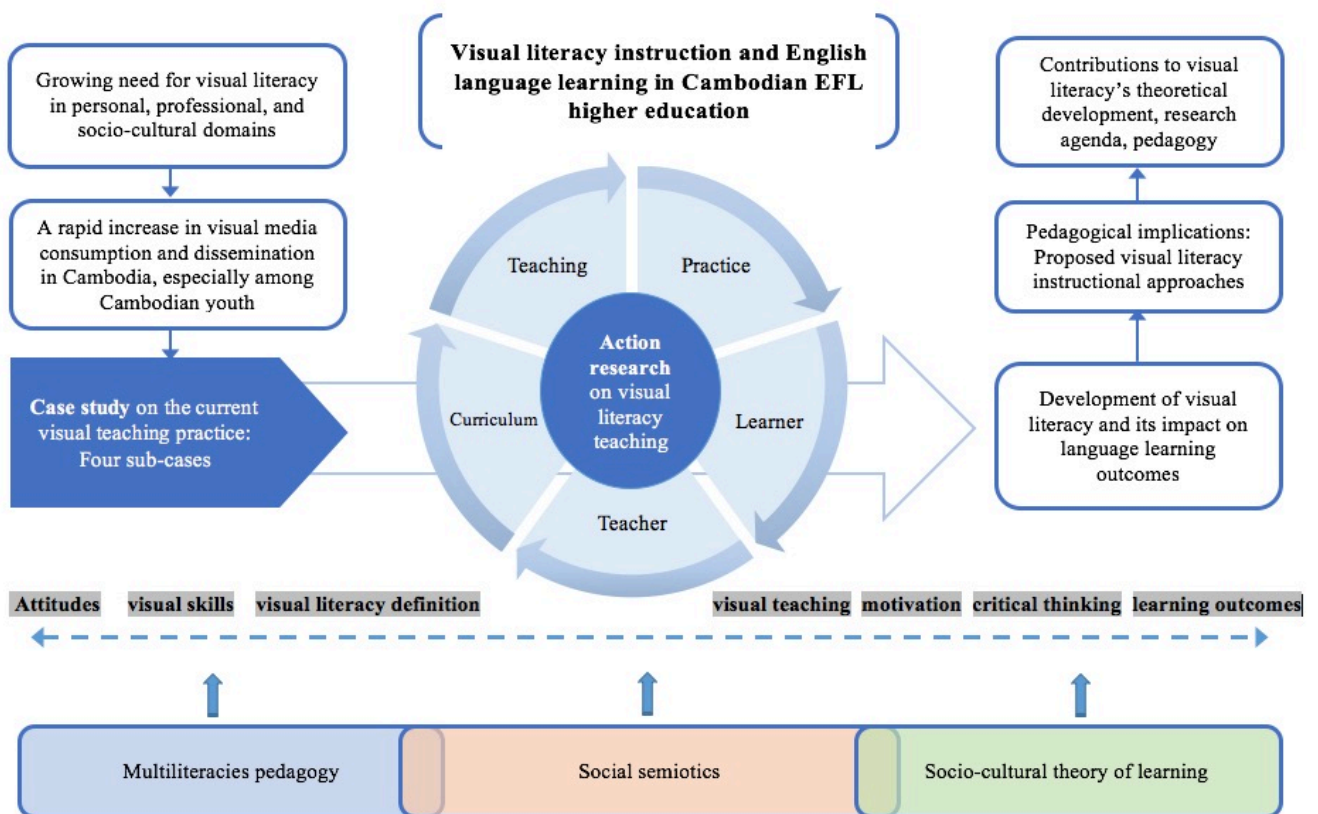 Visual literacy instruction and English
language learning in Cambodian EFL
higher education
Growing need for visual literacy
in personal, professional, and
socio-cultural domains
A rapid increase in visual media
consumption and dissemination
in Cambodia, especially among
Cambodian youth
Case study on the current
visual teaching practice:
Four sub-cases
Teaching
Practice
Curriculum
Learner
Teacher
Action
research
on visual
literacy
teaching
Contributions to visual
literacy’s theoretical
development, research
agenda, pedagogy
Pedagogical implications:
Proposed visual literacy
instructional approaches
Development of visual
literacy and its impact on
language learning
outcomes
Attitudes visual skills visual literacy definition visual teaching motivation critical thinking learning outcomes
Multiliteracies pedagogy
Social semiotics
Socio-cultural theory of learning